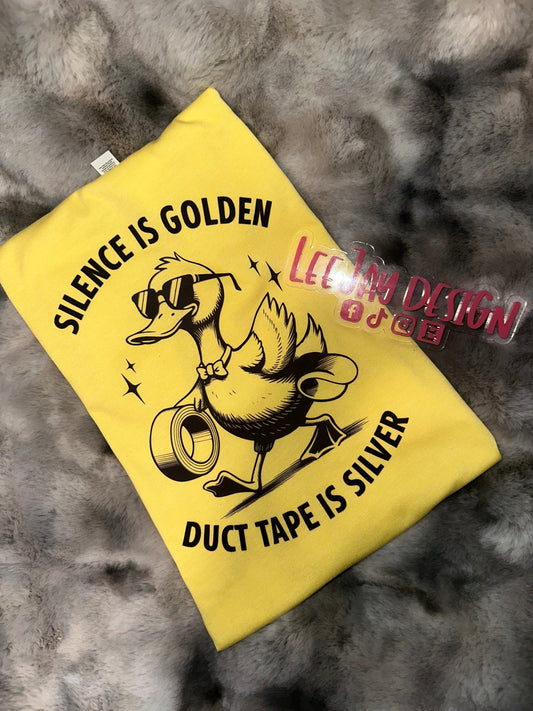 SILENCE IS GOLDEN
DUCT TAPE IS SILVER
LEEJAY DESIGN